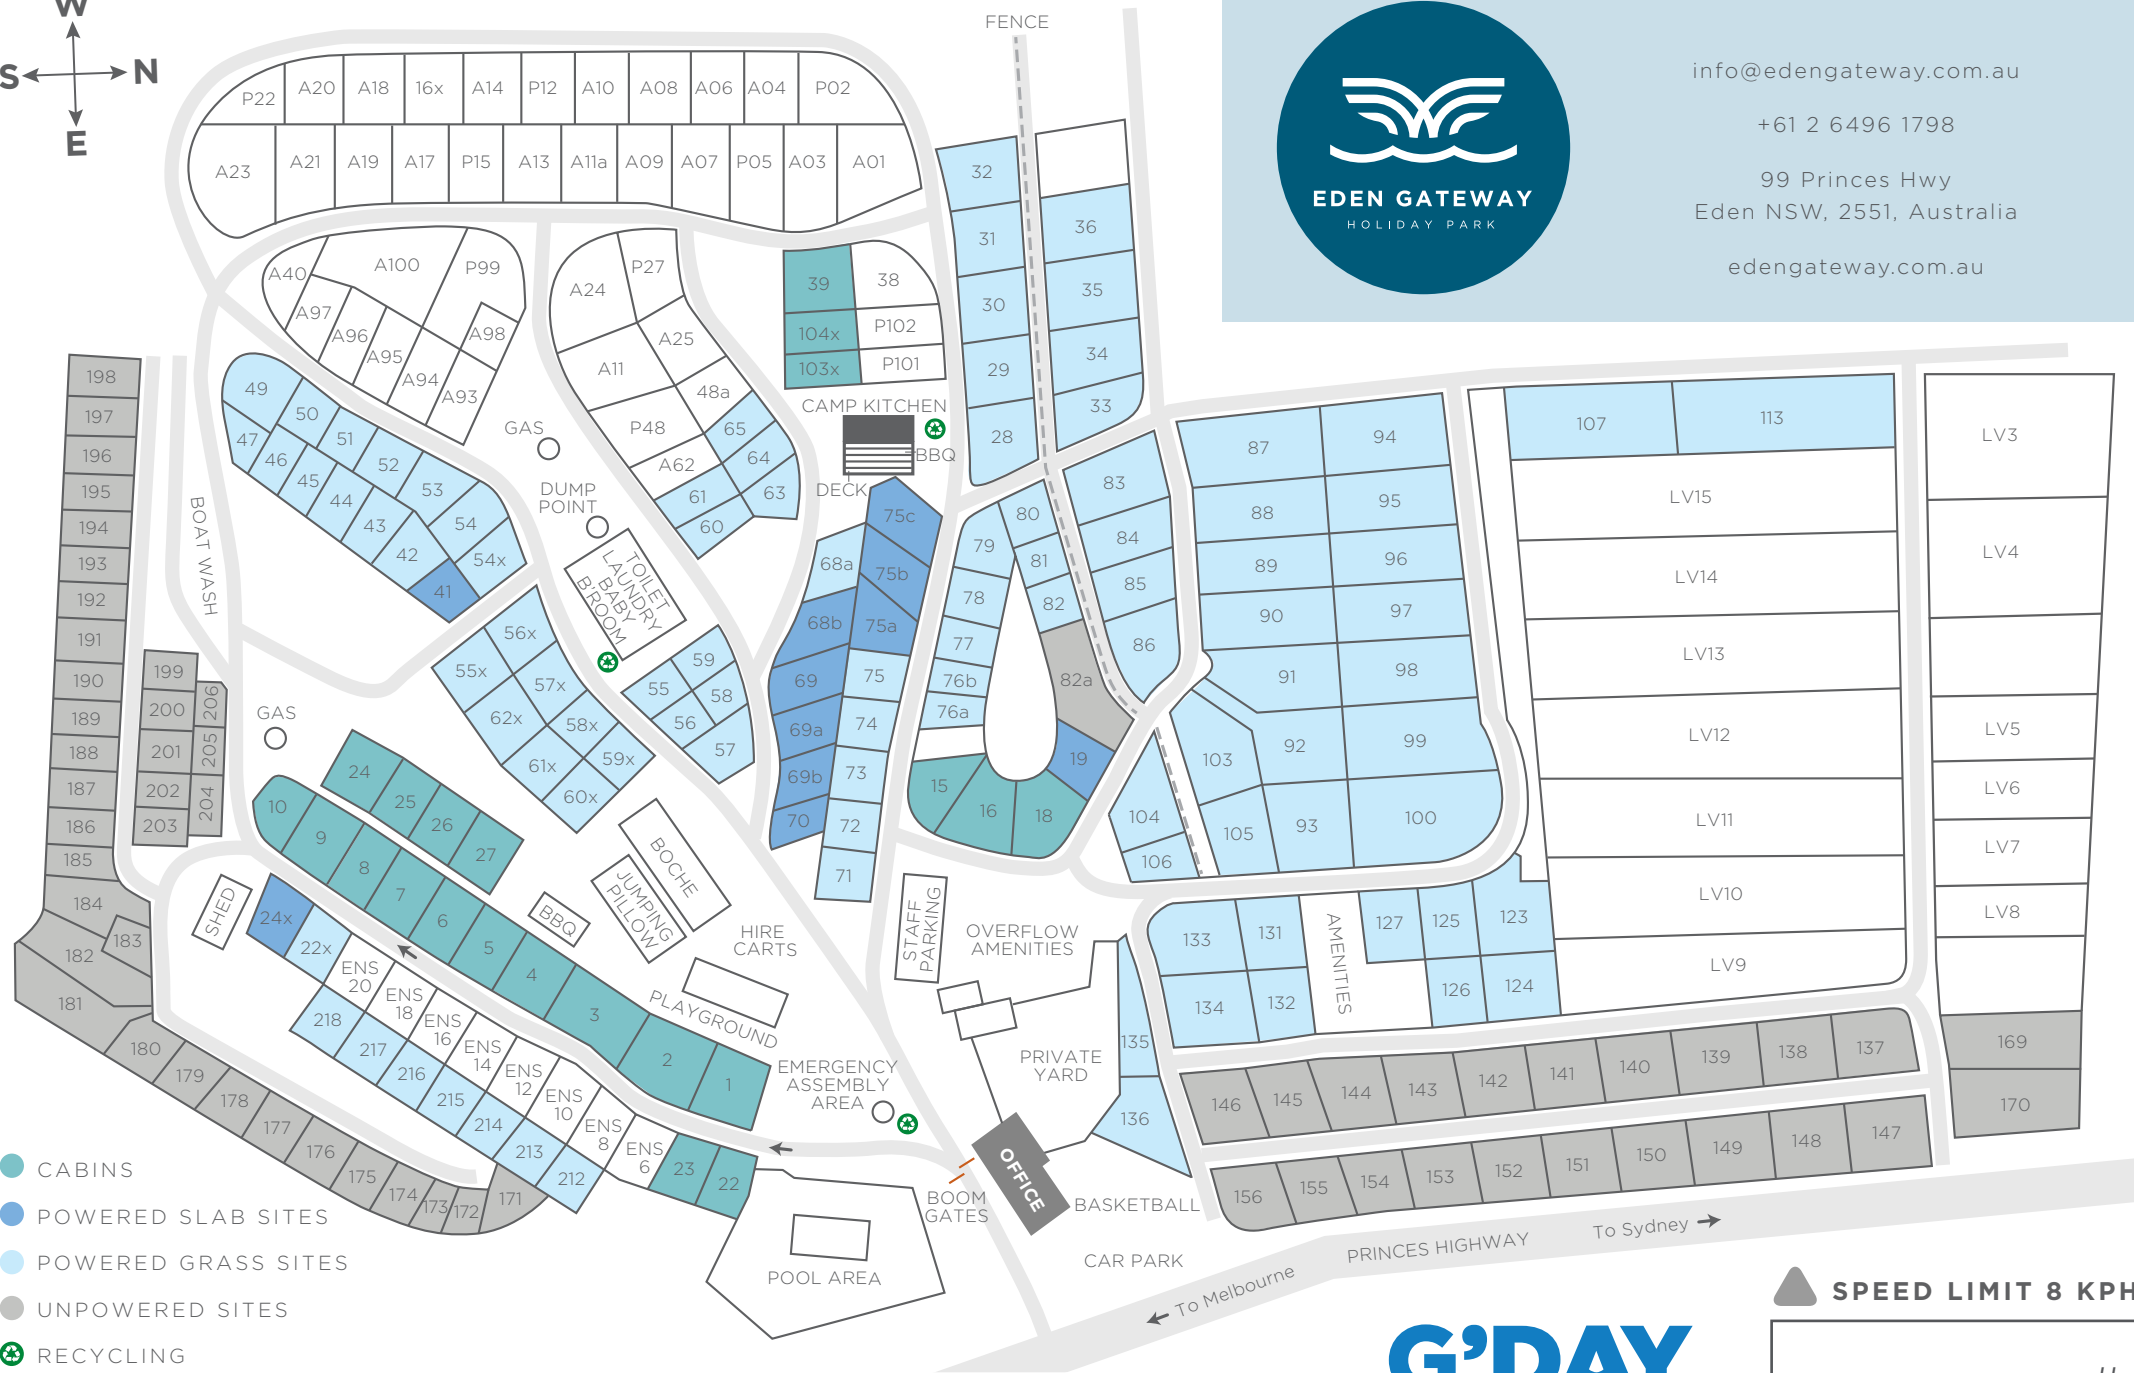 W
S
N
E
FENCE
EDEN GATEWAY
HOLIDAY PARK
info@edengateway.com.au
+61 2 6496 1798
99 Princes Hwy
Eden NSW, 2551, Australia
edengateway.com.au
P22 A20 A18 16x A14 P12 A10 A08 A06 A04 P02
A23 A21 A19 A17 P15 A13 A11a A09 A07 P05 A03 A01
A40 A100 P99
A97 A96 A95 A94 A93 A98
A24 P27
A11 A25
P48 48a
A62 65
61 64
60 63
39 38
104x P102
103x P101
CAMP KITCHEN
BBQ
DECK
32
31
30
29
28
36
35
34
33
49 50 51 52 53 54 54x
47 46 45 44 43 42 41
GAS
DUMP
POINT
TOILET
LAUNDRY
BABY
B'ROOM
BOAT WASH
198
197
196
195
194
193
192
191
190
189
188
187
186
185
184
183
182
181
180
179
178
177
176
175
174
173
172
171
199
200
201
202
203
206
205
204
GAS
56x
55x 57x
62x 58x
61x 59x
60x
59
55 58
56
57
75c
68a 75b
68b 75a
69 75
69a 74
69b 73
70 72
71
79 80
81
78 82
77
76b 82a
76a
19
15 16 18
83
84
85
86
87 94
88 95
89 96
90 97
91 98
92 99
103
104 105 93 100
106
107 113
LV15
LV14
LV13
LV12
LV11
LV10
LV9
LV3
LV4
LV5
LV6
LV7
LV8
169
170
24
25
26
27
10
9
8
7
6
5
4
3
2
1
SHED
24x
22x
ENS
20
ENS
18
ENS
16
ENS
14
ENS
12
ENS
10
ENS
8
ENS
6
23
22
218
217
216
215
214
213
212
BBQ
BOCHE
JUMPING
PILLOW
HIRE
CARTS
PLAYGROUND
EMERGENCY
ASSEMBLY
AREA
STAFF
PARKING
OVERFLOW
AMENITIES
PRIVATE
YARD
133 131
134 132
AMENITIES
127 125 123
126 124
135
136
146 145 144 143 142 141 140 139 138 137
156 155 154 153 152 151 150 149 148 147
OFFICE
BOOM
GATES
BASKETBALL
CAR PARK
POOL AREA
To Melbourne
PRINCES HIGHWAY
To Sydney
CABINS
POWERED SLAB SITES
POWERED GRASS SITES
UNPOWERED SITES
RECYCLING
SPEED LIMIT 8 KPH
G'DAY